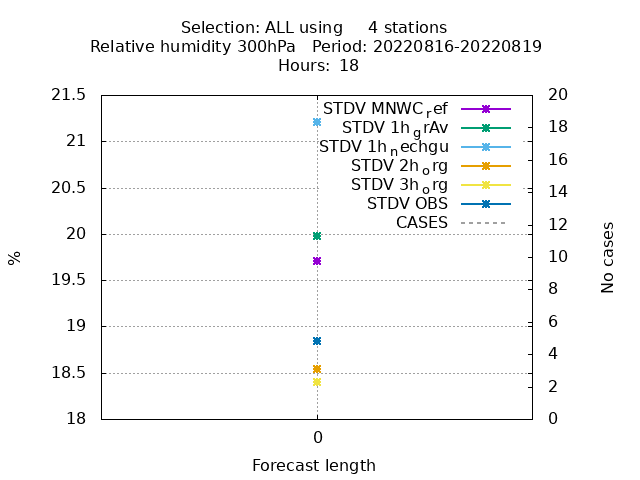 Selection: ALL using     4 stations
Relative humidity 300hPa   Period: 20220816-20220819
Hours: 18
STDV MNWC_ref
STDV 1h_grAv
STDV 1h_nechgu
STDV 2h_org
STDV 3h_org
STDV OBS
CASES
21.5
21
20.5
20
19.5
19
18.5
18
%
20
18
16
14
12
10
8
6
4
2
0
No cases
0
Forecast length